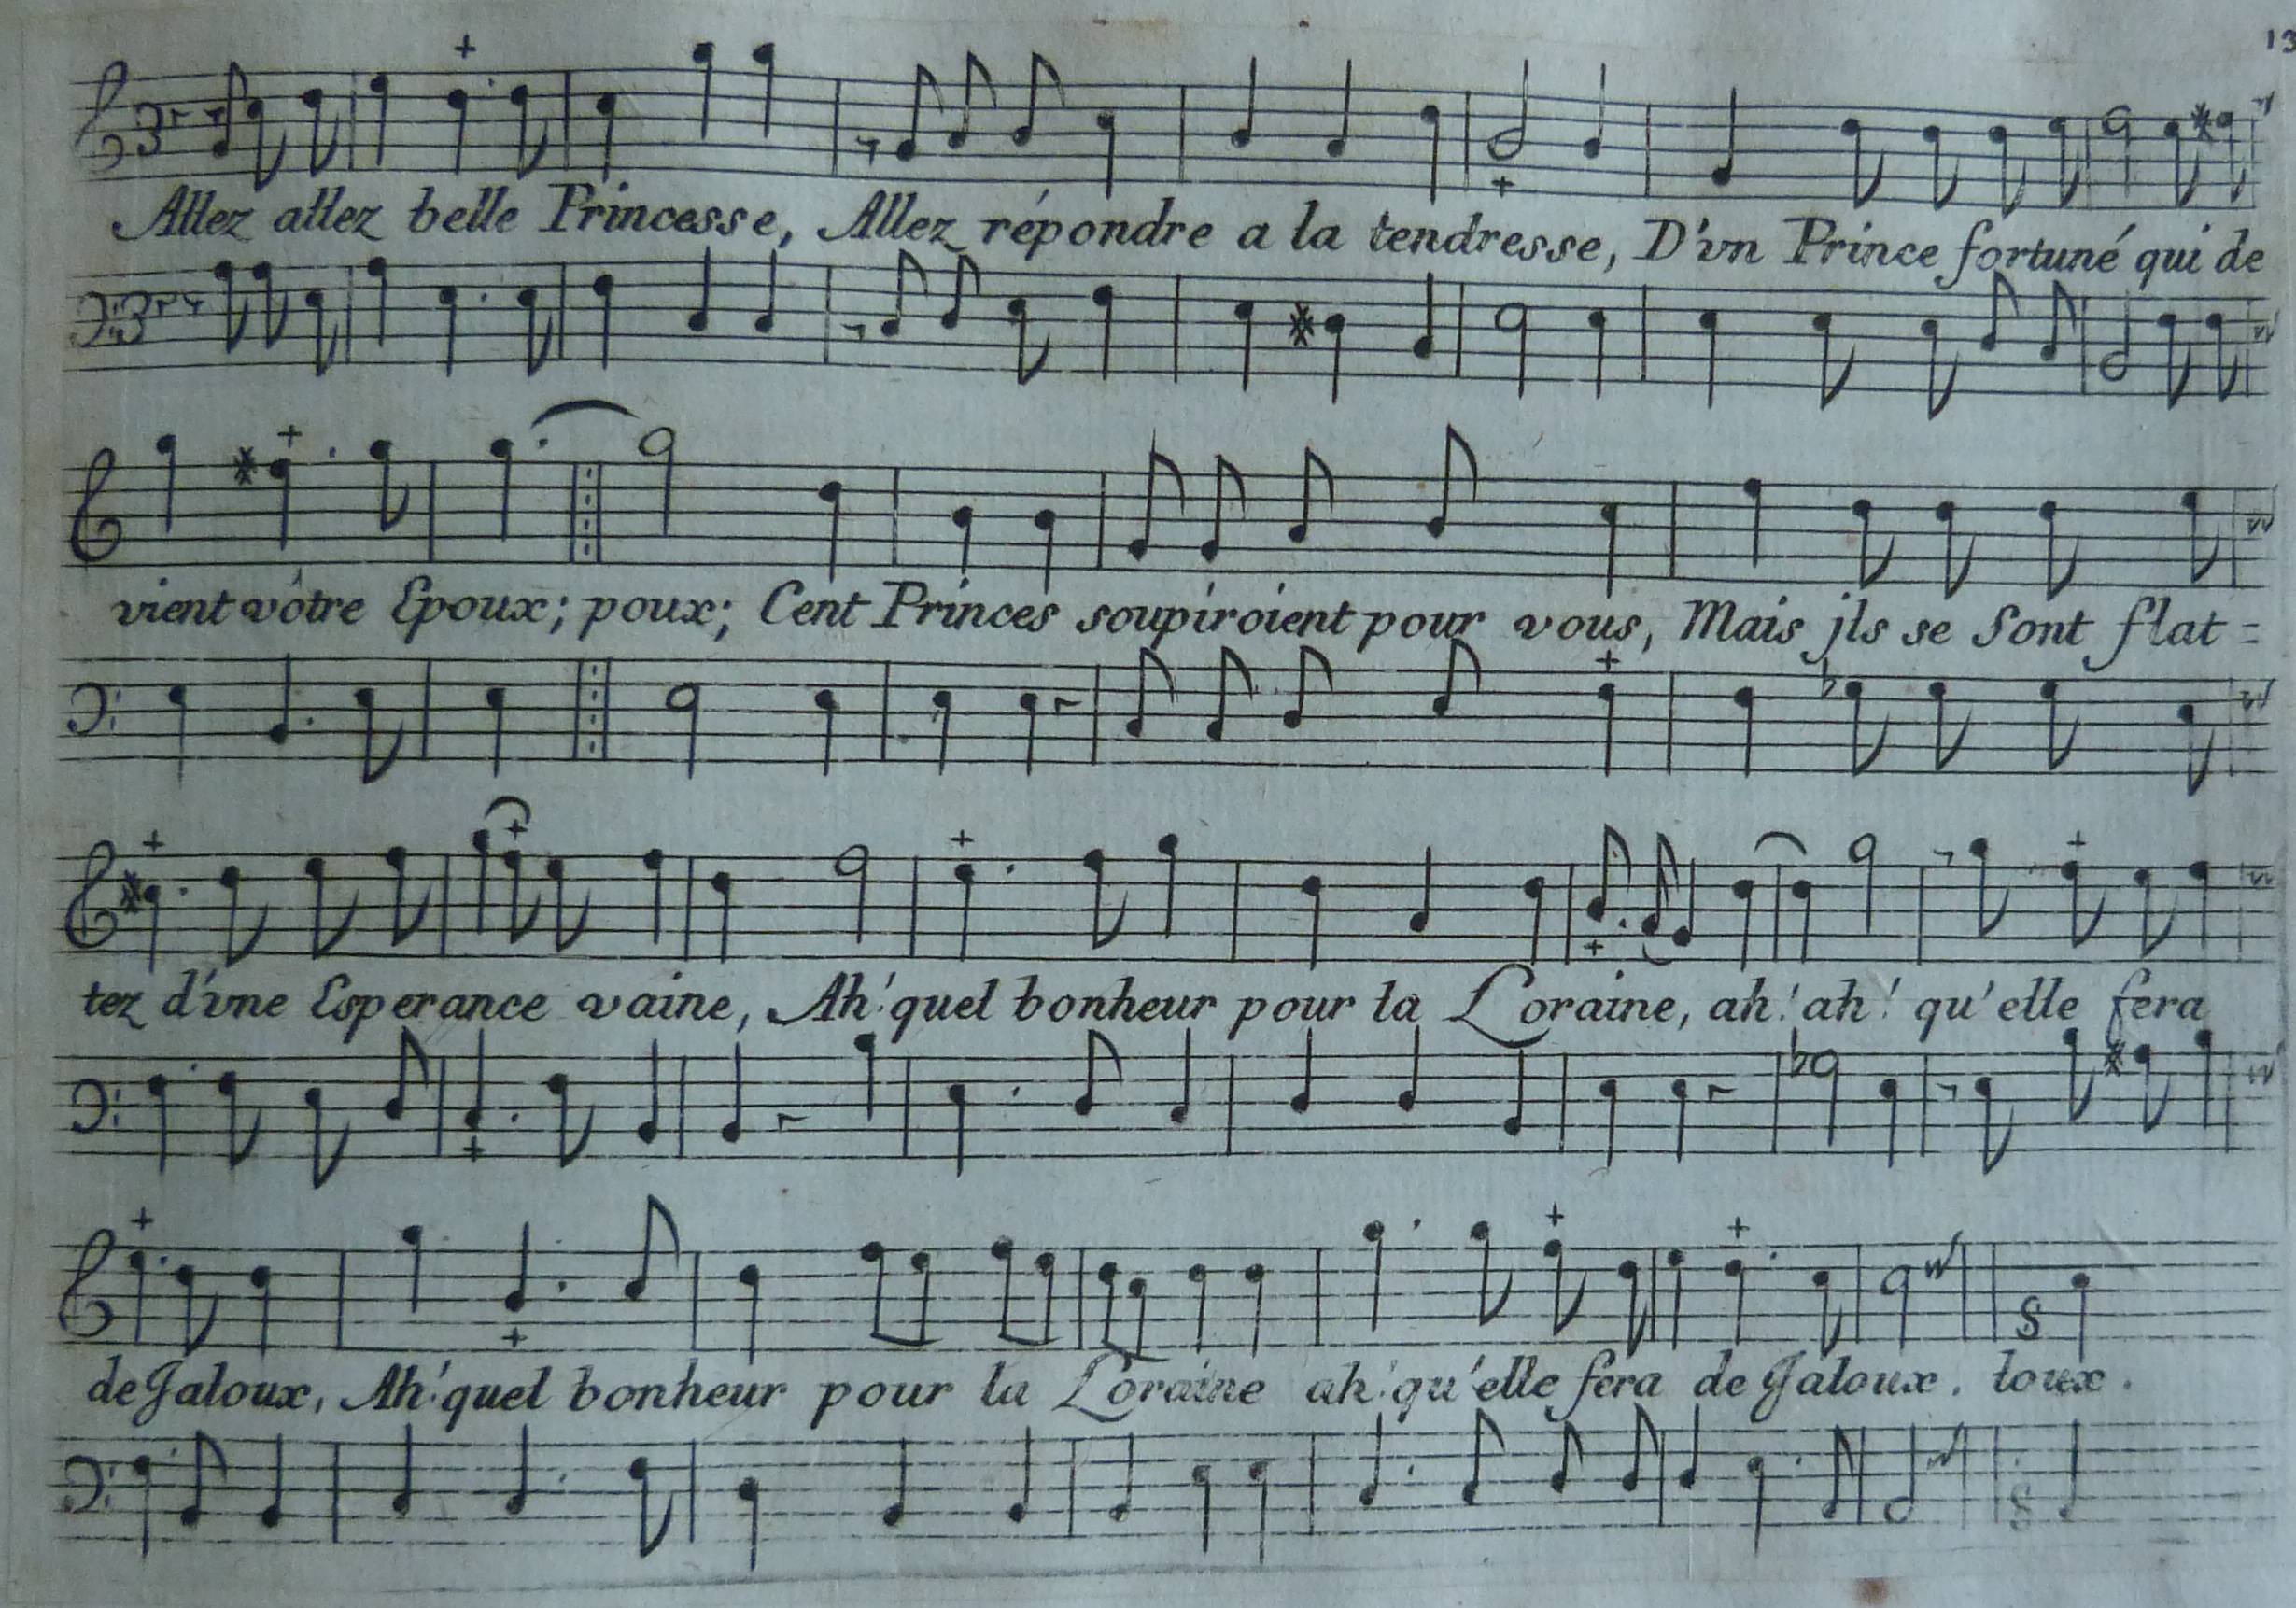 13
Allez allez belle Princesse, Allez répondre a la tendresse, D'vn Prince fortuné qui de
vient vôtre Epoux; poux; Cent Princes soupiroient pour vous, Mais jls se sont flat =
tez d'vne Esperance vaine, Ah! quel bonheur pour la Loraine, ah! ah! qu'elle fera
de Jaloux, Ah! quel bonheur pour la Loraine ah! qu'elle fera de Jaloux. loux.